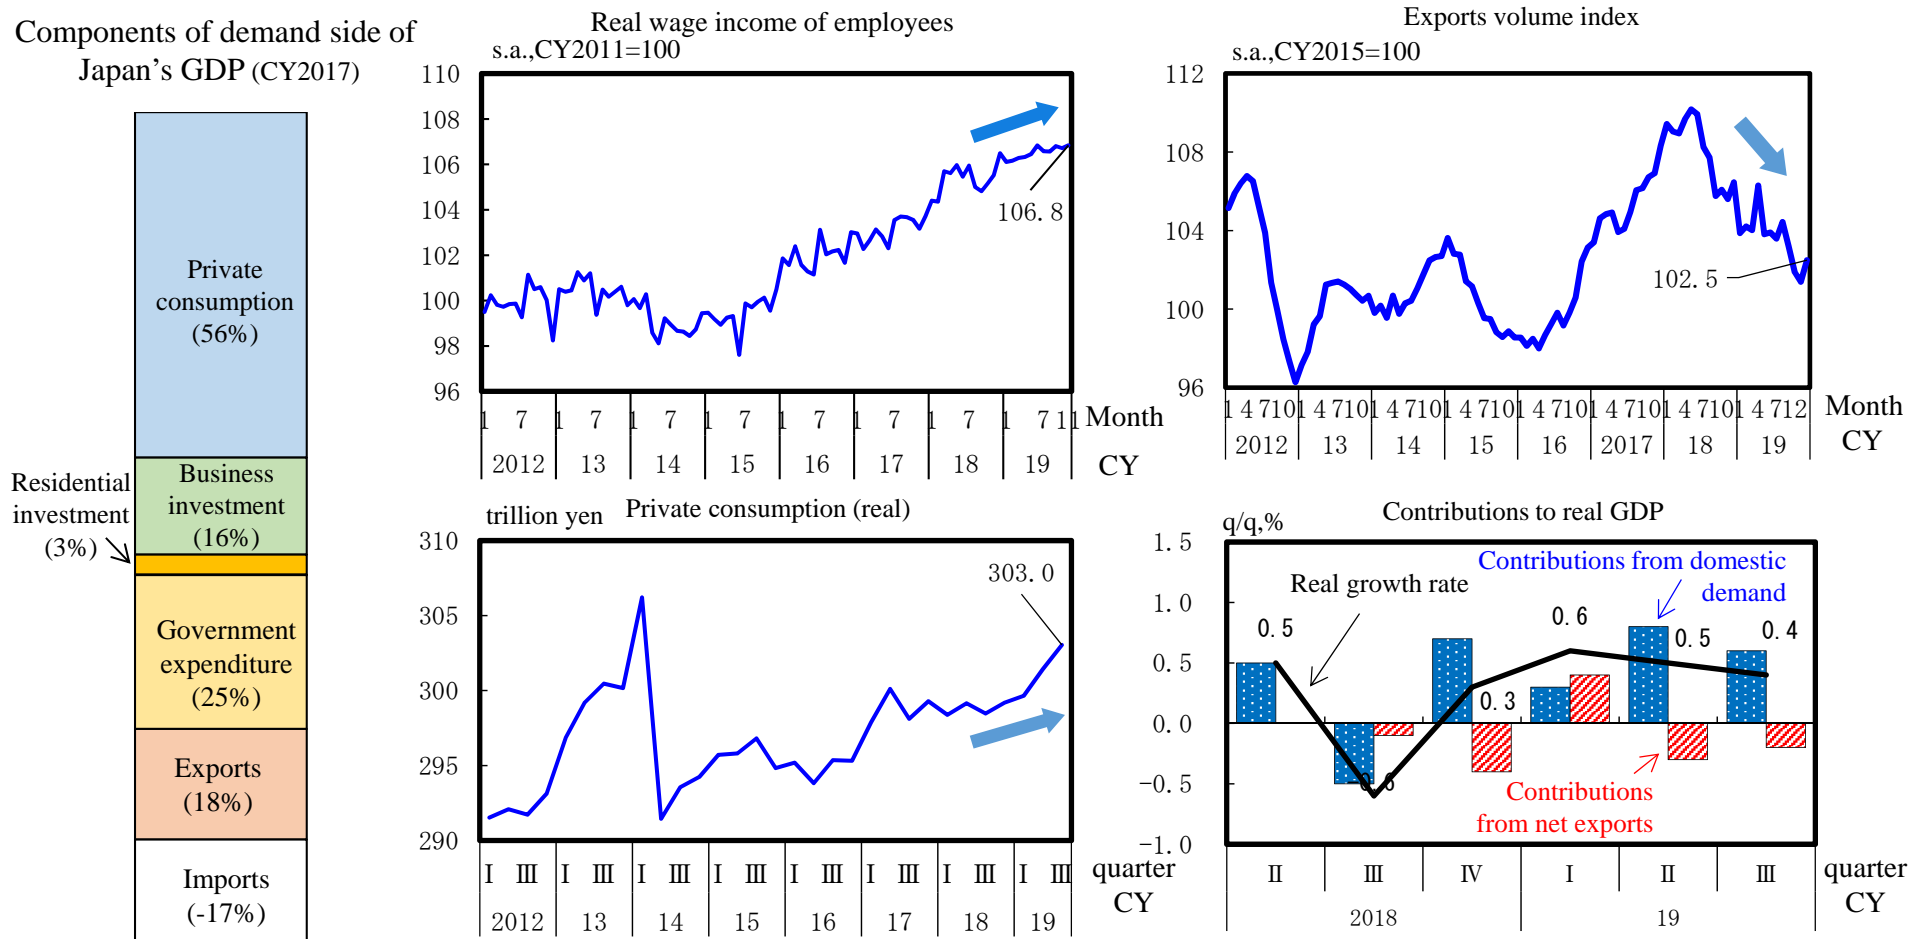 Components of demand side of
Japan’s GDP (CY2017)
Private
consumption
(56%)
Business
investment
(16%)
Residential
investment
(3%)
Government
expenditure
(25%)
Exports
(18%)
Imports
(-17%)
Real wage income of employees
s.a.,CY2011=100
110
108
106
104
102
100
98
96
106.8
1 7 1 7 1 7 1 7 1 7 1 7 1 7 1 7 11 Month
2012 13 14 15 16 17 18 19 CY
Exports volume index
s.a.,CY2015=100
112
108
104
100
96
102.5
1 4 7 10 1 4 7 10 1 4 7 10 1 4 7 10 1 4 7 10 1 4 7 10 1 4 7 10 1 4 7 12 Month
2012 13 14 15 16 2017 18 19 CY
trillion yen Private consumption (real)
310
305
300
295
290
303.0
I III I III I III I III I III I III I III I III quarter
2012 13 14 15 16 17 18 19 CY
Contributions to real GDP
q/q,%
1.5
1.0
0.5
0.0
-0.5
-1.0
Real growth rate
Contributions from domestic
demand
0.5
-0.6
0.3
0.6
0.5
0.4
Contributions
from net exports
II III IV I II III quarter
2018 19 CY